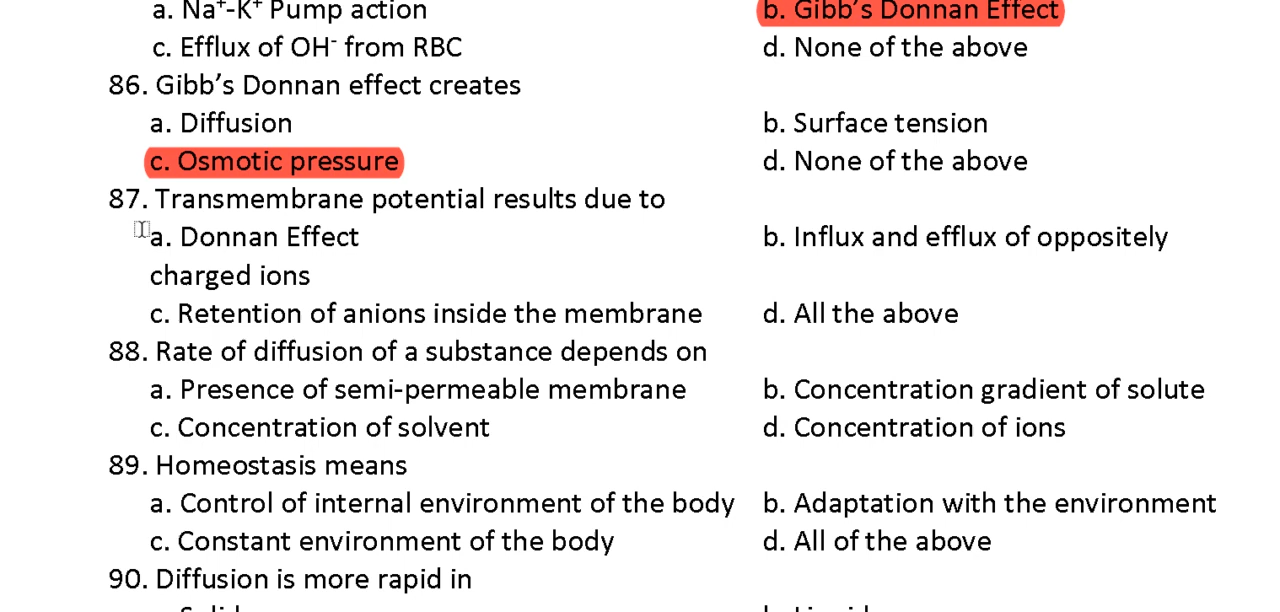 a. Na⁺-K⁺ Pump action b. Gibb’s Donnan Effect
c. Efflux of OH⁻ from RBC d. None of the above
86. Gibb’s Donnan effect creates
a. Diffusion b. Surface tension
c. Osmotic pressure d. None of the above
87. Transmembrane potential results due to
a. Donnan Effect b. Influx and efflux of oppositely
charged ions
c. Retention of anions inside the membrane d. All the above
88. Rate of diffusion of a substance depends on
a. Presence of semi-permeable membrane b. Concentration gradient of solute
c. Concentration of solvent d. Concentration of ions
89. Homeostasis means
a. Control of internal environment of the body b. Adaptation with the environment
c. Constant environment of the body d. All of the above
90. Diffusion is more rapid in